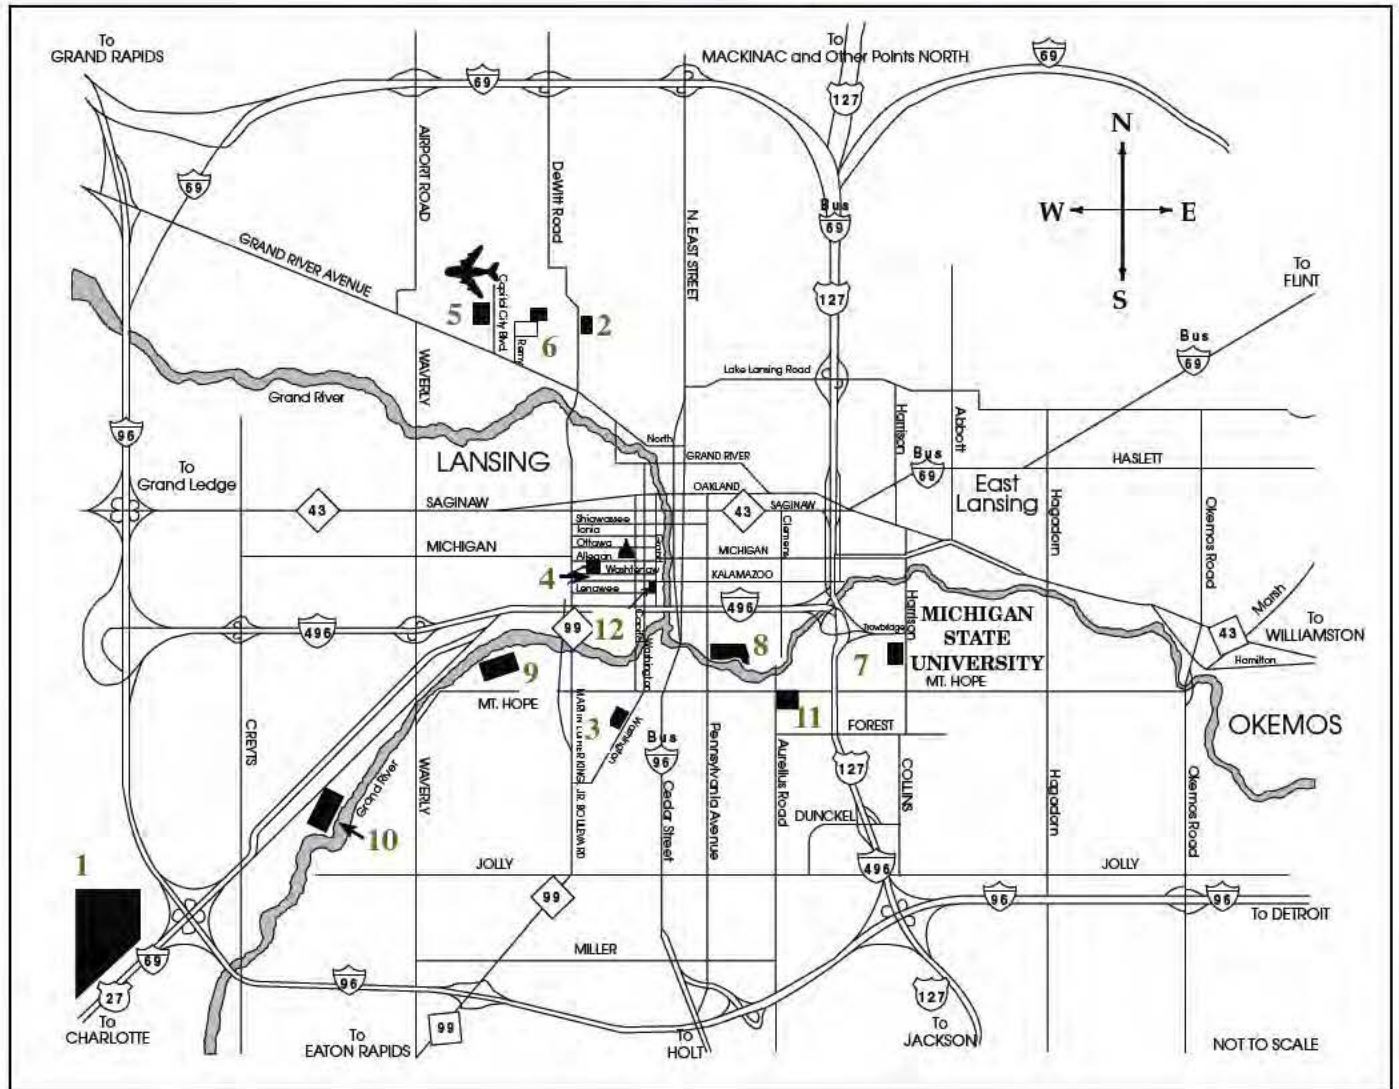 To
GRAND RAPIDS
To
MACKINAC and Other Points NORTH
69
69
127
69
N
W
E
S
AIRPORT ROAD
DeWitt Road
N. EAST STREET
Bus
69
GRAND RIVER AVENUE
127
To
FLINT
Capital City Blvd.
5
6
2
Bus
69
WAVERLY
Lake Lansing Road
Grand River
96
Harrison
Abbott
North
GRAND RIVER
HASLETT
LANSING
To
Grand Ledge
Bus
69
East
Lansing
Hagadorn
Okemos Road
OAKLAND
SAGINAW
43
43
SAGINAW
Shiawassee
Ionia
Ottawa
Allegan
Washtenaw
Lenawee
Clemens
MICHIGAN
MICHIGAN
KALAMAZOO
4
496
496
99
12
Harrison
MICHIGAN
STATE
UNIVERSITY
Trowbridge
Marsh
43
To
WILLIAMSTON
Hamilton
8
7
9
Washington
MT. HOPE
MT. HOPE
11
3
Washington
FOREST
OKEMOS
CREYTS
WAVERLY
Grand River
MARTIN LUTHER KING, JR. BOULEVARD
Bus
96
Cedar Street
Pennsylvania Avenue
Aurelius Road
127
COLLINS
Hagadorn
Okemos Road
DUNCKEL
10
1
JOLLY
JOLLY
496
99
96
96
To DETROIT
MILLER
69
96
27
127
99
To
CHARLOTTE
To
EATON RAPIDS
To
HOLT
To
JACKSON
NOT TO SCALE